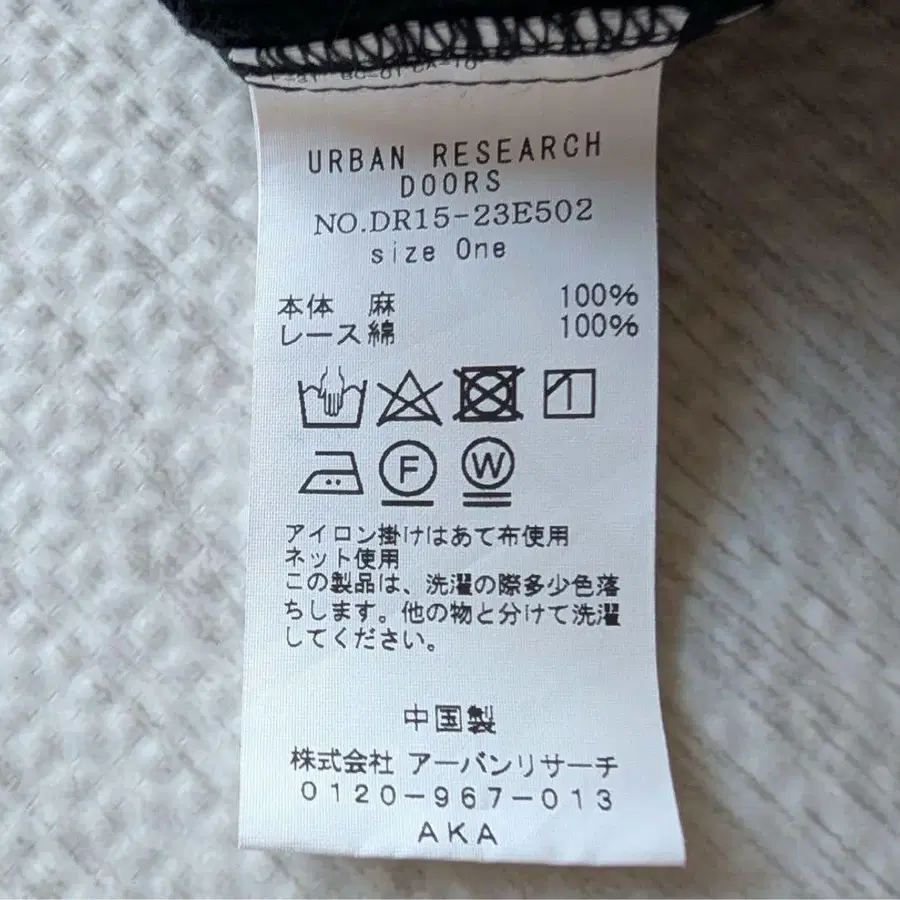 URBAN RESEARCH
DOORS
NO.DR15-23E502
size One
本体 麻 100%
レース綿 100%
F
W
アイロン掛けはあて布使用
ネット使用
この製品は、洗濯の際多少色落
ちします。他の物と分けて洗濯
してください。
中国製
株式会社 アーバンリサーチ
0120-967-013
AKA